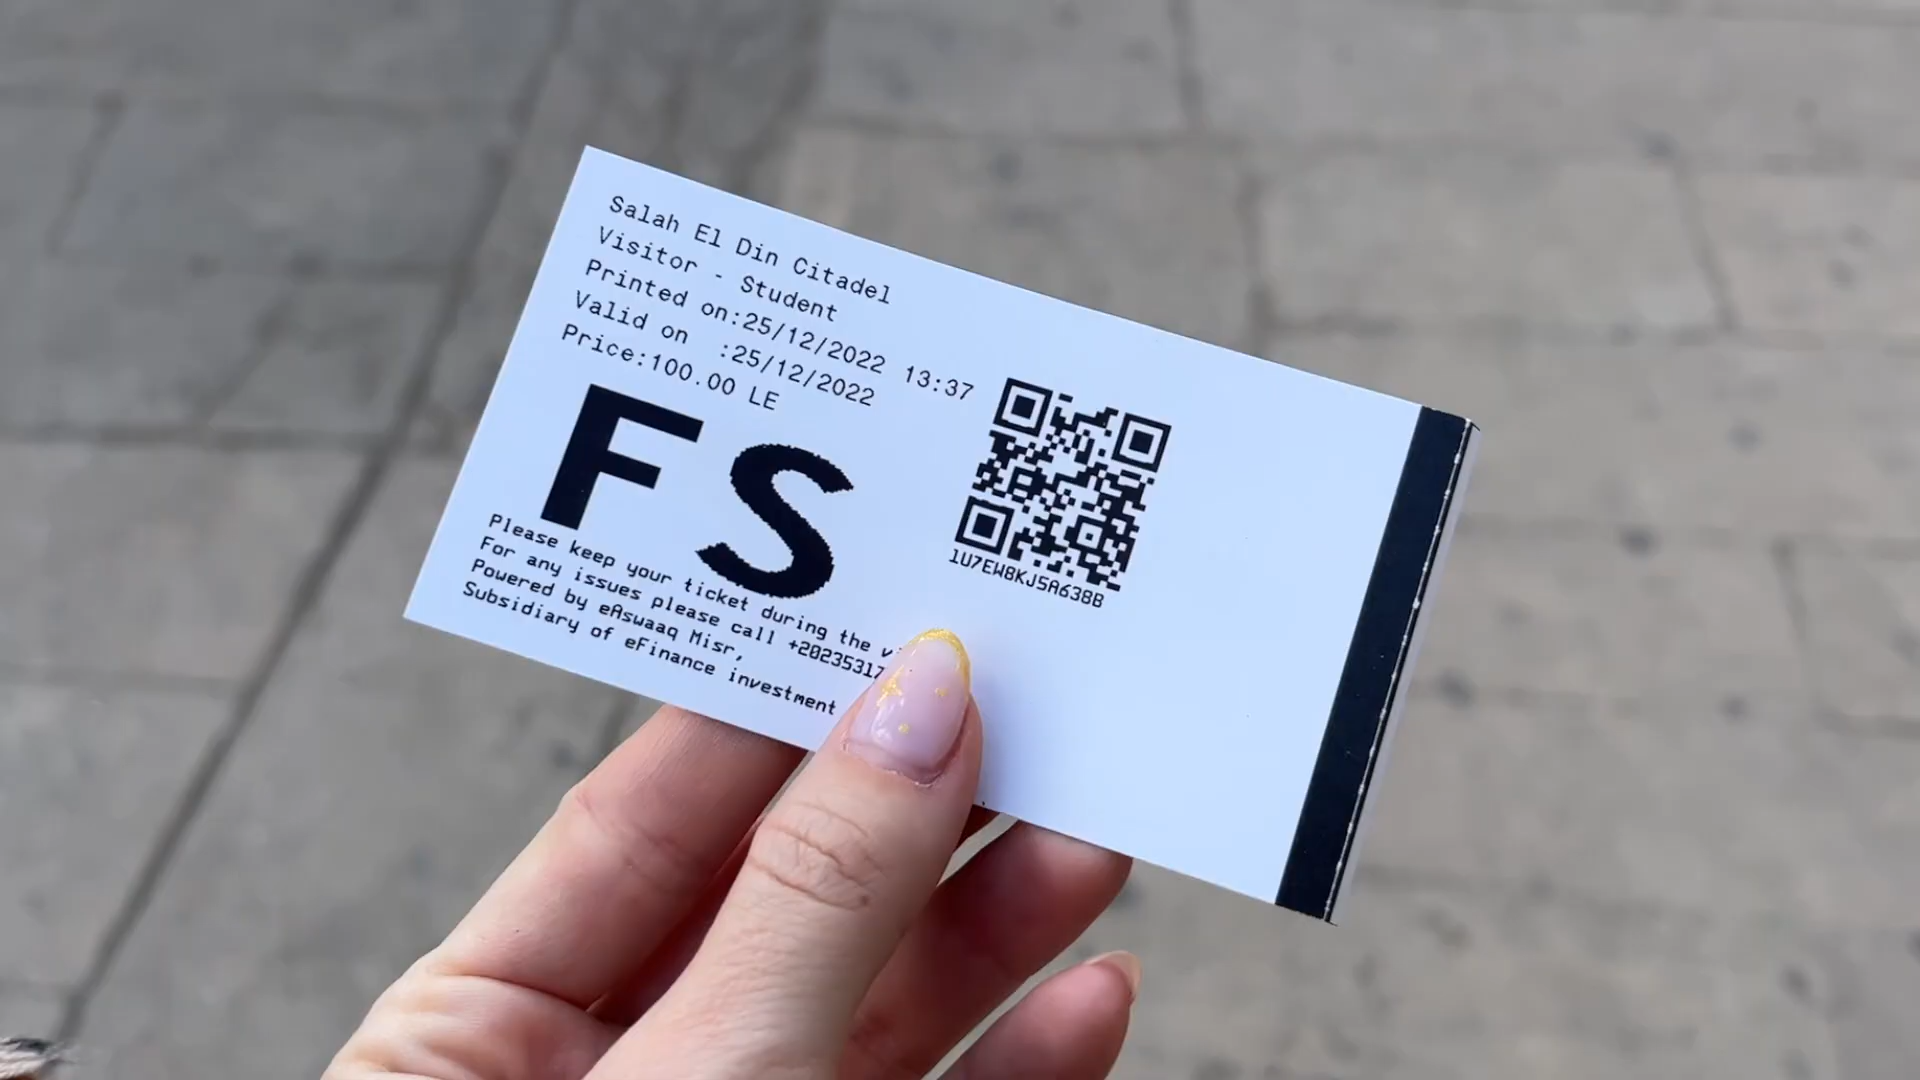 Salah El Din Citadel
Visitor - Student
Printed on:25/12/2022 13:37
Valid on :25/12/2022
Price:100.00 LE
F S
1U7EW8KJ5A638B
Please keep your ticket during the
For any issues please call
Powered by eAswaaq Misr,
Subsidiary of eFinance investment